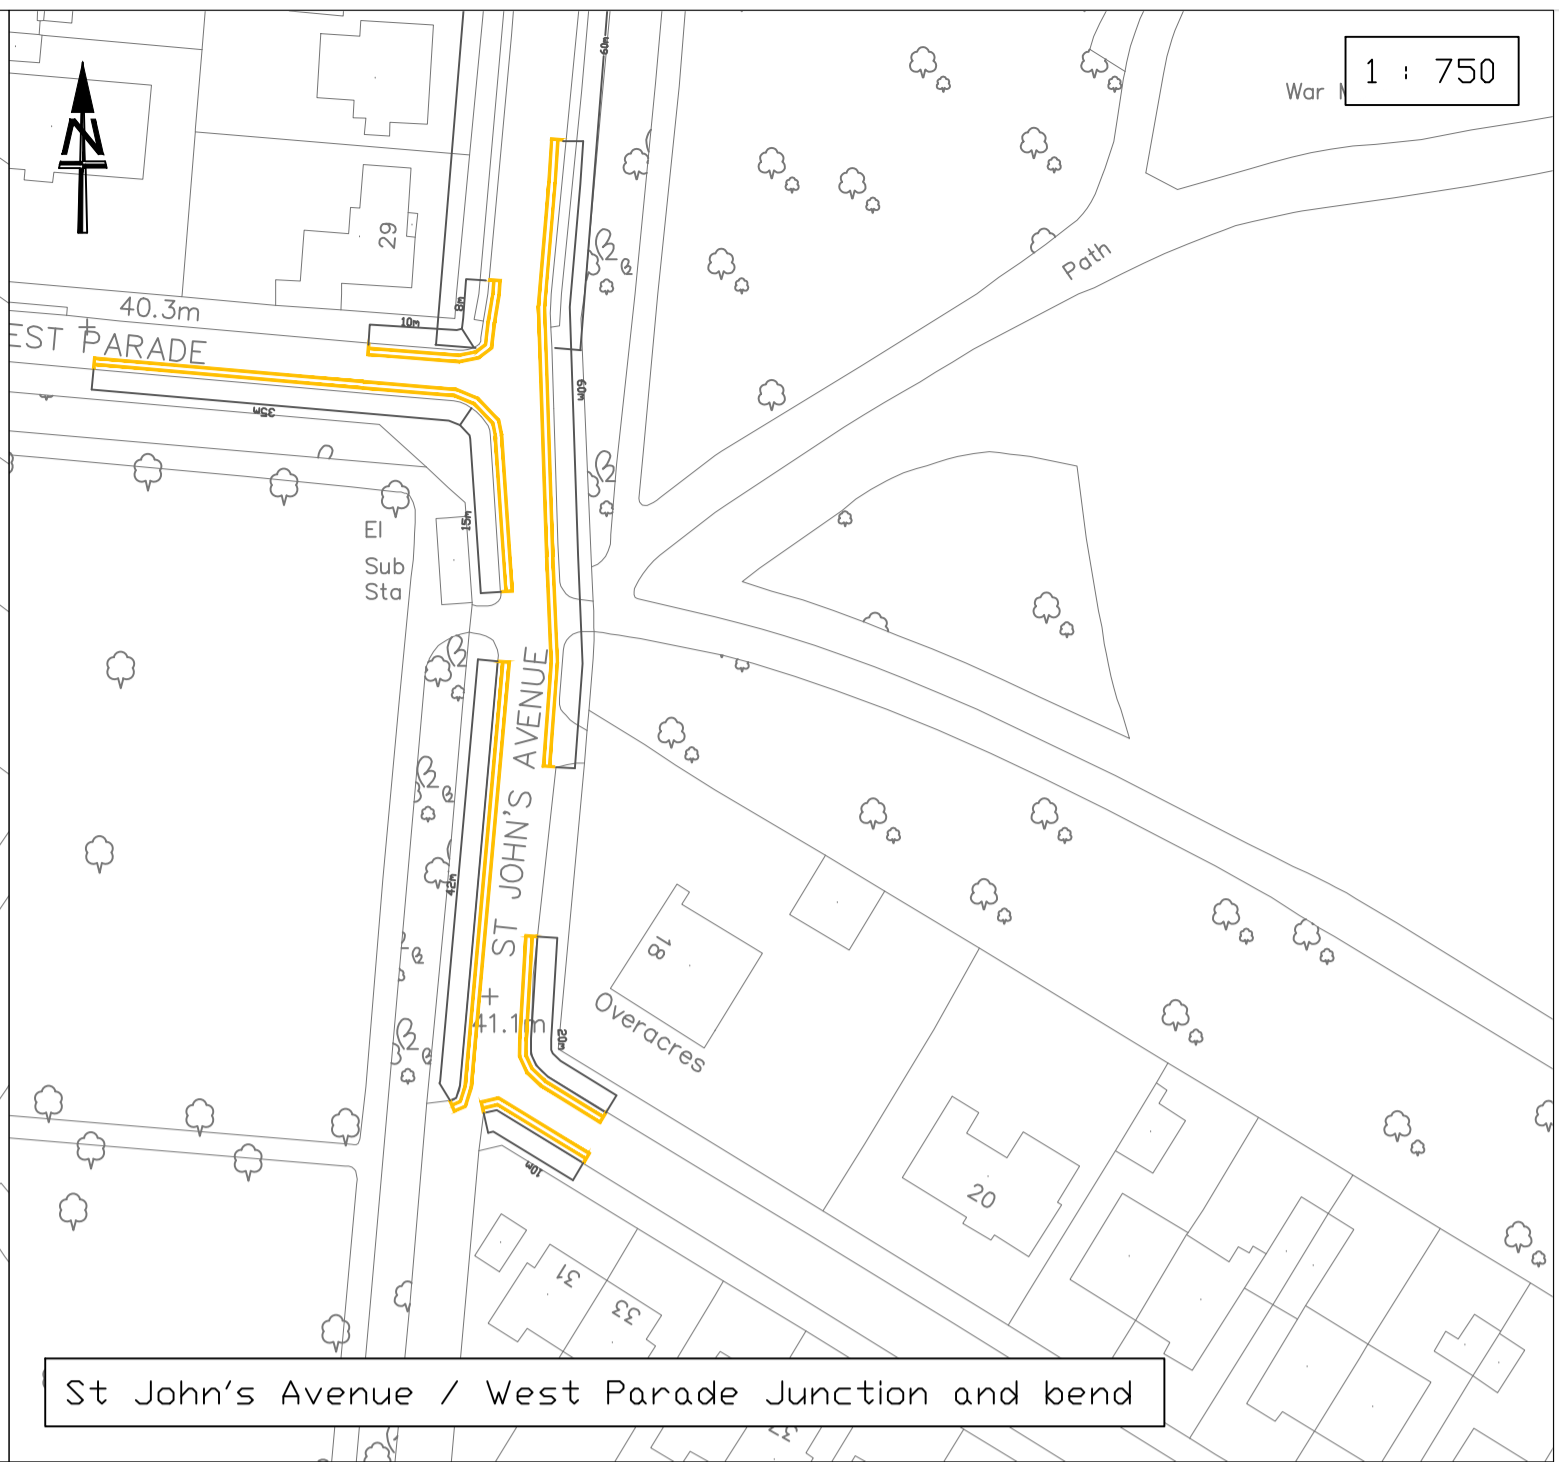 60m
1 : 750
War
N
29
Path
40.3m
8m
10m
EST PARADE
60m
35m
15m
El
Sub
Sta
ST JOHN'S AVENUE
42m
18
Overacres
41.1m
20m
10m
20
31
33
St John's Avenue / West Parade Junction and bend
37